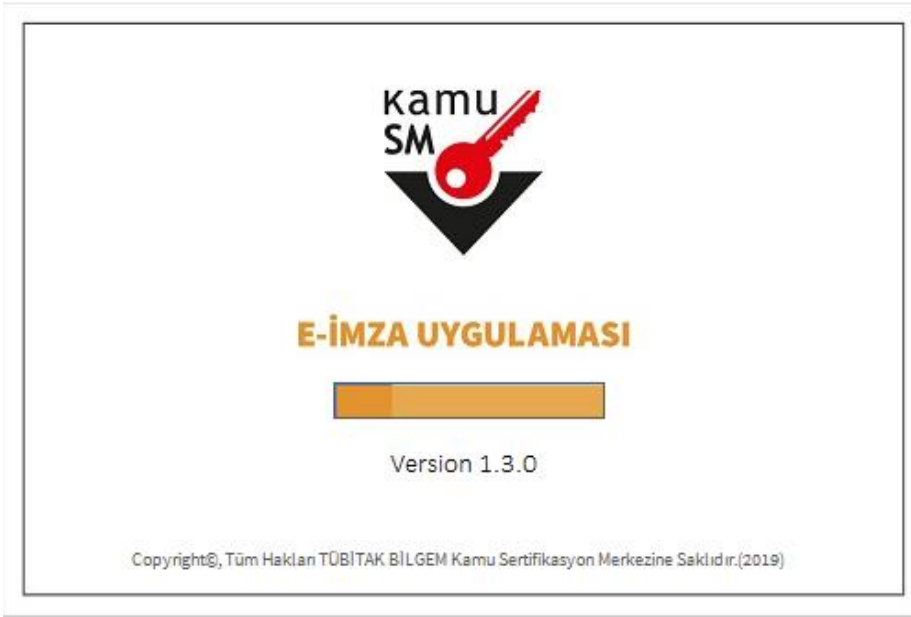 Kamu
SM
E-İMZA UYGULAMASI
Version 1.3.0
Copyright©, Tüm Hakları TÜBİTAK BİLGEM Kamu Sertifikasyon Merkezine Saklıdır.(2019)